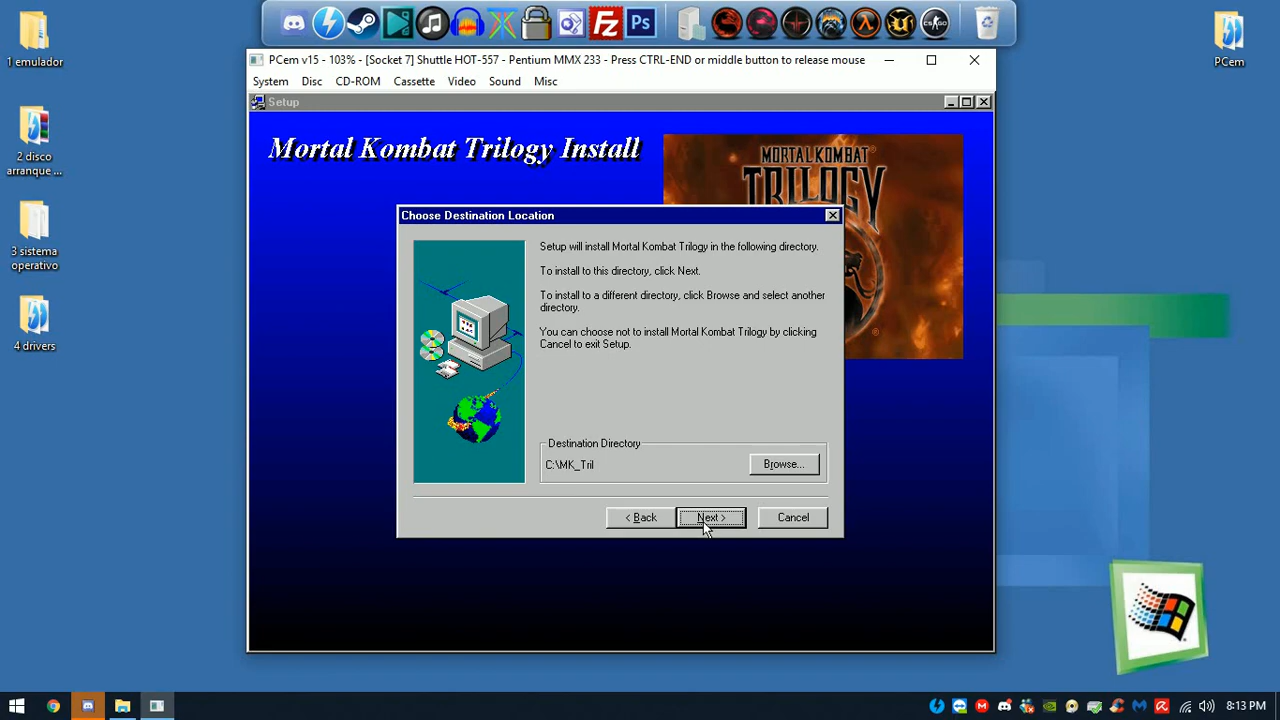 1 emulador
2 disco
arranque ...
3 sistema
operativo
4 drivers
Ps
CS:GO
PCem
PCem v15 - 103% - [Socket 7] Shuttle HOT-557 - Pentium MMX 233 - Press CTRL-END or middle button to release mouse
System Disc CD-ROM Cassette Video Sound Misc
Setup
Mortal Kombat Trilogy Install
MORTAL KOMBAT
TRILOGY
Choose Destination Location
Setup will install Mortal Kombat Trilogy in the following directory.
To install to this directory, click Next.
To install to a different directory, click Browse and select another
directory.
You can choose not to install Mortal Kombat Trilogy by clicking
Cancel to exit Setup.
Destination Directory
C:\MK_Tril
Browse...
< Back
Next >
Cancel
8:13 PM